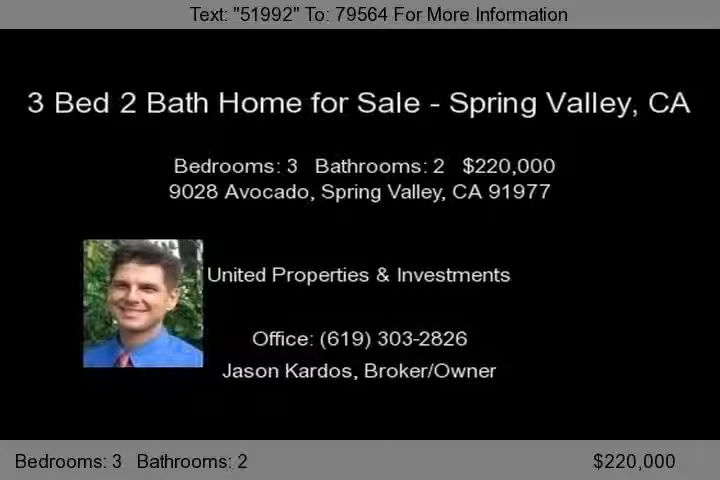 Text: "51992" To: 79564 For More Information
3 Bed 2 Bath Home for Sale - Spring Valley, CA
Bedrooms: 3 Bathrooms: 2 $220,000
9028 Avocado, Spring Valley, CA 91977
United Properties & Investments
Office: (619) 303-2826
Jason Kardos, Broker/Owner
Bedrooms: 3 Bathrooms: 2 $220,000